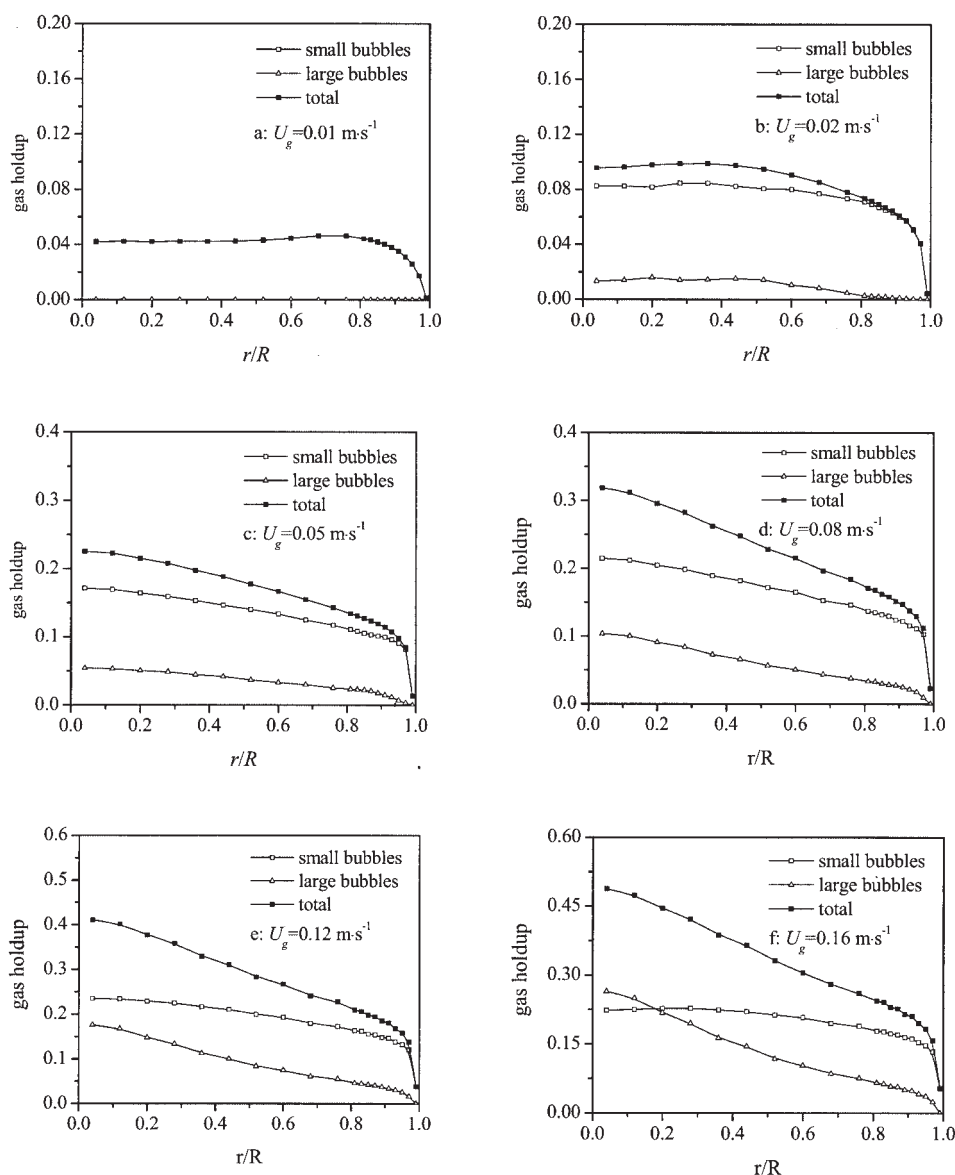 0.20
0.16
0.12
0.08
0.04
0.00
gas holdup
small bubbles
large bubbles
total
a: U_g=0.01 m·s⁻¹
0.0 0.2 0.4 0.6 0.8 1.0
r/R
0.20
0.16
0.12
0.08
0.04
0.00
gas holdup
small bubbles
large bubbles
total
b: U_g=0.02 m·s⁻¹
0.0 0.2 0.4 0.6 0.8 1.0
r/R
0.4
0.3
0.2
0.1
0.0
gas holdup
small bubbles
large bubbles
total
c: U_g=0.05 m·s⁻¹
0.0 0.2 0.4 0.6 0.8 1.0
r/R
0.4
0.3
0.2
0.1
0.0
gas holdup
small bubbles
large bubbles
total
d: U_g=0.08 m·s⁻¹
0.0 0.2 0.4 0.6 0.8 1.0
r/R
0.6
0.5
0.4
0.3
0.2
0.1
0.0
gas holdup
small bubbles
large bubbles
total
e: U_g=0.12 m·s⁻¹
0.0 0.2 0.4 0.6 0.8 1.0
r/R
0.60
0.45
0.30
0.15
0.00
gas holdup
small bubbles
large bubbles
total
f: U_g=0.16 m·s⁻¹
0.0 0.2 0.4 0.6 0.8 1.0
r/R